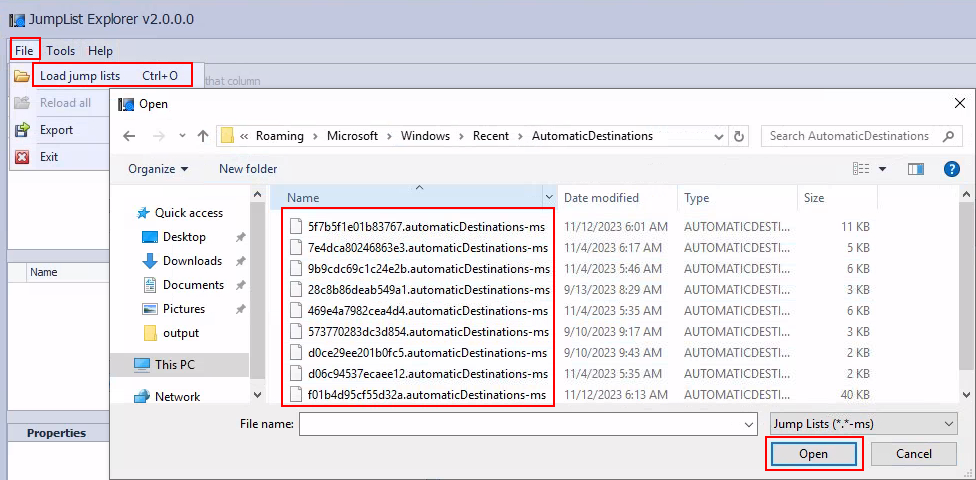 JumpList Explorer v2.0.0.0
File Tools Help
Load jump lists Ctrl+O
that column
Reload all
Export
Exit
Open
« Roaming > Microsoft > Windows > Recent > AutomaticDestinations
Search AutomaticDestinations
Organize New folder
Name Date modified Type Size
Quick access
Desktop
Downloads
Documents
Pictures
output
This PC
Network
5f7b5f1e01b83767.automaticDestinations-ms 11/12/2023 6:01 AM AUTOMATICDESTI... 11 KB
7e4dca80246863e3.automaticDestinations-ms 11/4/2023 6:17 AM AUTOMATICDESTI... 5 KB
9b9cdc69c1c24e2b.automaticDestinations-ms 11/4/2023 5:46 AM AUTOMATICDESTI... 6 KB
28c8b86deab549a1.automaticDestinations-ms 9/13/2023 8:29 AM AUTOMATICDESTI... 3 KB
469e4a7982cea4d4.automaticDestinations-ms 11/4/2023 5:35 AM AUTOMATICDESTI... 6 KB
573770283dc3d854.automaticDestinations-ms 9/10/2023 9:17 AM AUTOMATICDESTI... 3 KB
d0ce29ee201b0fc5.automaticDestinations-ms 9/10/2023 9:43 AM AUTOMATICDESTI... 2 KB
d06c94537ecaee12.automaticDestinations-ms 11/4/2023 5:35 AM AUTOMATICDESTI... 2 KB
f01b4d95cf55d32a.automaticDestinations-ms 11/12/2023 6:13 AM AUTOMATICDESTI... 40 KB
Name
Properties
File name: Jump Lists (*.*-ms)
Open Cancel